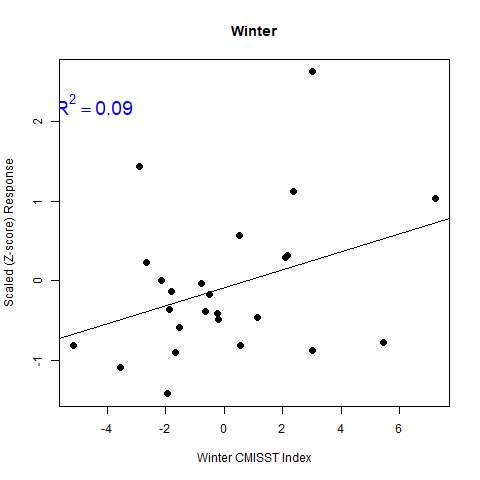 Winter
R² = 0.09
Scaled (Z-score) Response
2
1
0
-1
-4 -2 0 2 4 6
Winter CMISST Index